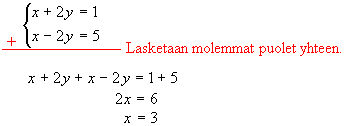 x + 2y = 1
x − 2y = 5
+ Lasketaan molemmat puolet yhteen.
x + 2y + x − 2y = 1 + 5
2x = 6
x = 3